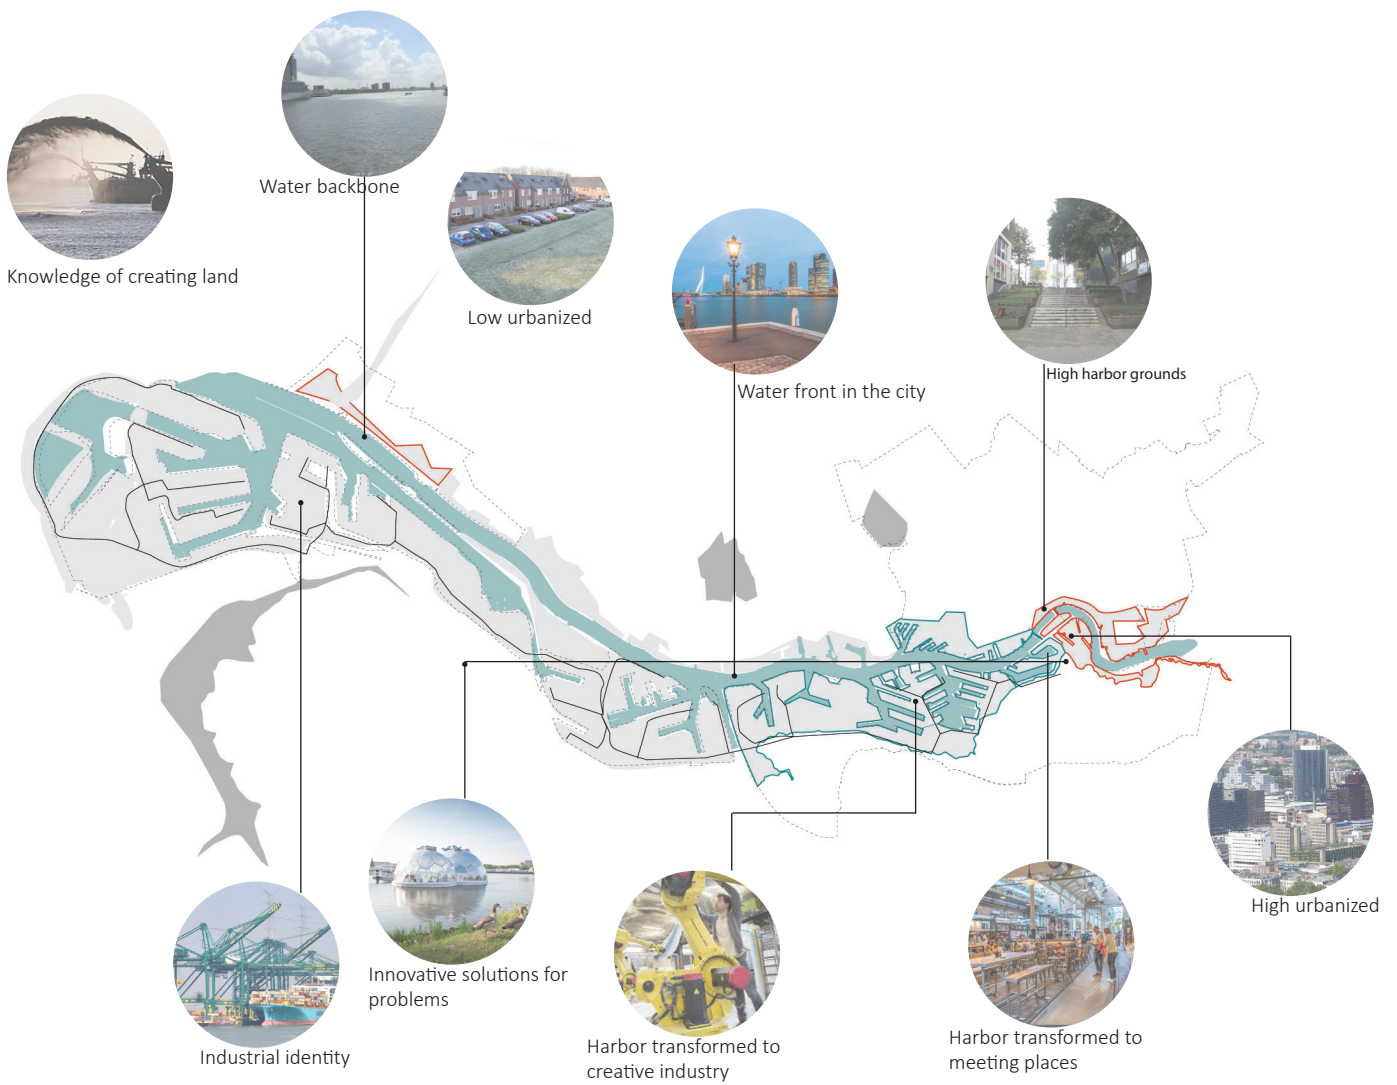 Water backbone
Knowledge of creating land
Low urbanized
High harbor grounds
Water front in the city
High urbanized
Innovative solutions for
problems
Industrial identity
Harbor transformed to
creative industry
Harbor transformed to
meeting places